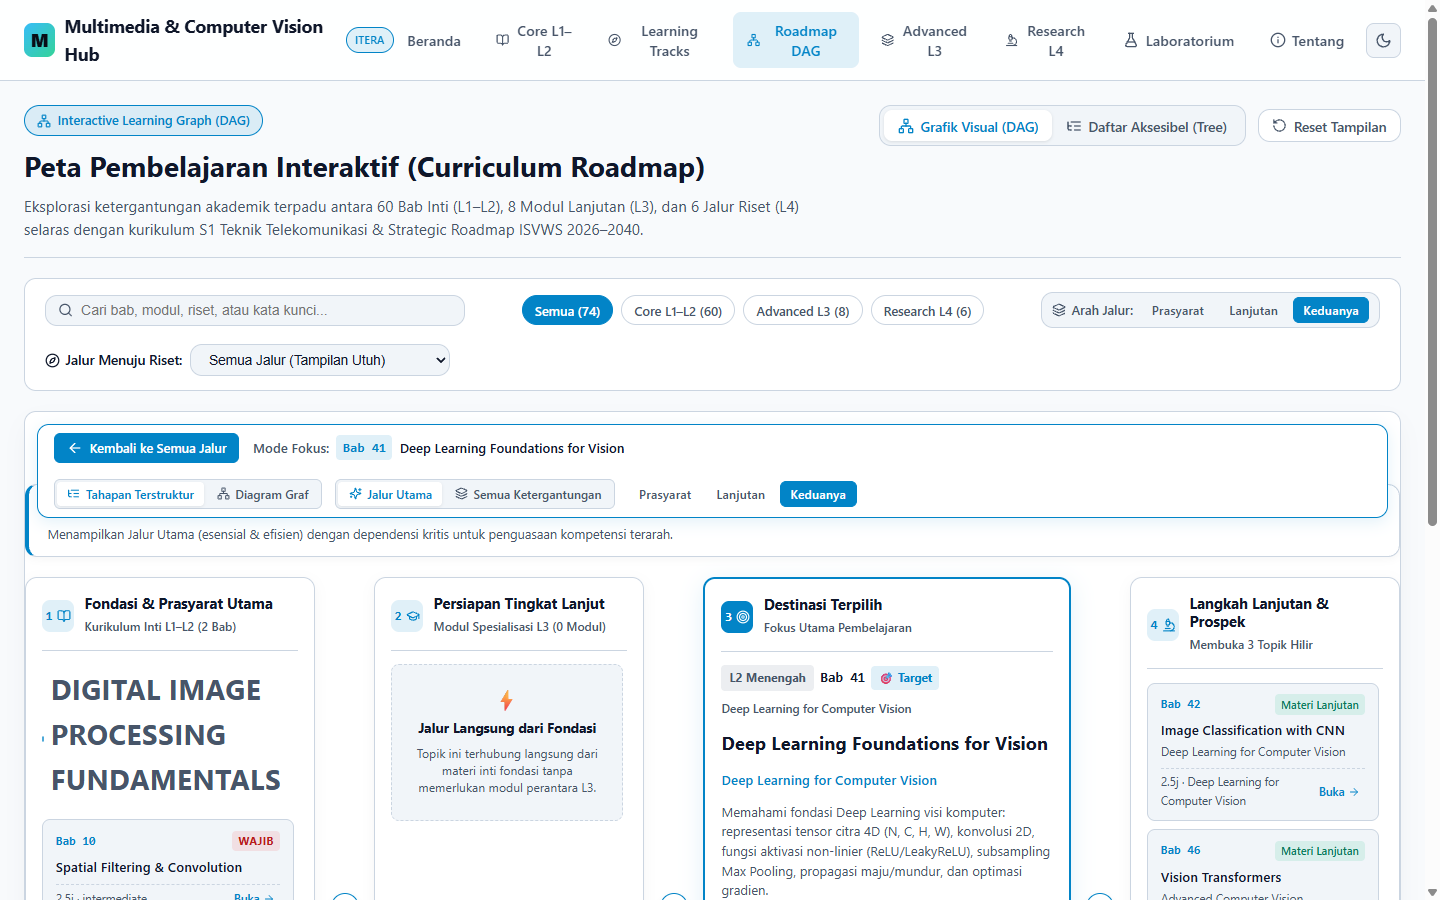 M
Multimedia & Computer Vision
Hub
ITERA
Beranda
Core L1–
L2
Learning
Tracks
Roadmap
DAG
Advanced
L3
Research
L4
Laboratorium
Tentang
Interactive Learning Graph (DAG)
Grafik Visual (DAG)
Daftar Aksesibel (Tree)
Reset Tampilan
Peta Pembelajaran Interaktif (Curriculum Roadmap)
Eksplorasi ketergantungan akademik terpadu antara 60 Bab Inti (L1–L2), 8 Modul Lanjutan (L3), dan 6 Jalur Riset (L4)
selaras dengan kurikulum S1 Teknik Telekomunikasi & Strategic Roadmap ISVWS 2026–2040.
Cari bab, modul, riset, atau kata kunci...
Semua (74)
Core L1–L2 (60)
Advanced L3 (8)
Research L4 (6)
Arah Jalur:
Prasyarat
Lanjutan
Keduanya
Jalur Menuju Riset:
Semua Jalur (Tampilan Utuh)
Kembali ke Semua Jalur
Mode Fokus:
Bab 41
Deep Learning Foundations for Vision
Tahapan Terstruktur
Diagram Graf
Jalur Utama
Semua Ketergantungan
Prasyarat
Lanjutan
Keduanya
Menampilkan Jalur Utama (esensial & efisien) dengan dependensi kritis untuk penguasaan kompetensi terarah.
1
Fondasi & Prasyarat Utama
Kurikulum Inti L1–L2 (2 Bab)
DIGITAL IMAGE
PROCESSING
FUNDAMENTALS
Bab 10
WAJIB
Spatial Filtering & Convolution
2.5j · intermediate
Buka →
2
Persiapan Tingkat Lanjut
Modul Spesialisasi L3 (0 Modul)
Jalur Langsung dari Fondasi
Topik ini terhubung langsung dari
materi inti fondasi tanpa
memerlukan modul perantara L3.
3
Destinasi Terpilih
Fokus Utama Pembelajaran
L2 Menengah
Bab 41
Target
Deep Learning for Computer Vision
Deep Learning Foundations for Vision
Deep Learning for Computer Vision
Memahami fondasi Deep Learning visi komputer:
representasi tensor citra 4D (N, C, H, W), konvolusi 2D,
fungsi aktivasi non-linier (ReLU/LeakyReLU), subsampling
Max Pooling, propagasi maju/mundur, dan optimasi
gradien.
4
Langkah Lanjutan &
Prospek
Membuka 3 Topik Hilir
Bab 42
Materi Lanjutan
Image Classification with CNN
Deep Learning for Computer Vision
2.5j · Deep Learning for
Computer Vision
Buka →
Bab 46
Materi Lanjutan
Vision Transformers
Advanced Computer Vision